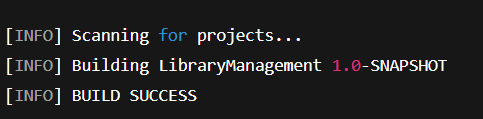 [INFO] Scanning for projects...
[INFO] Building LibraryManagement 1.0-SNAPSHOT
[INFO] BUILD SUCCESS